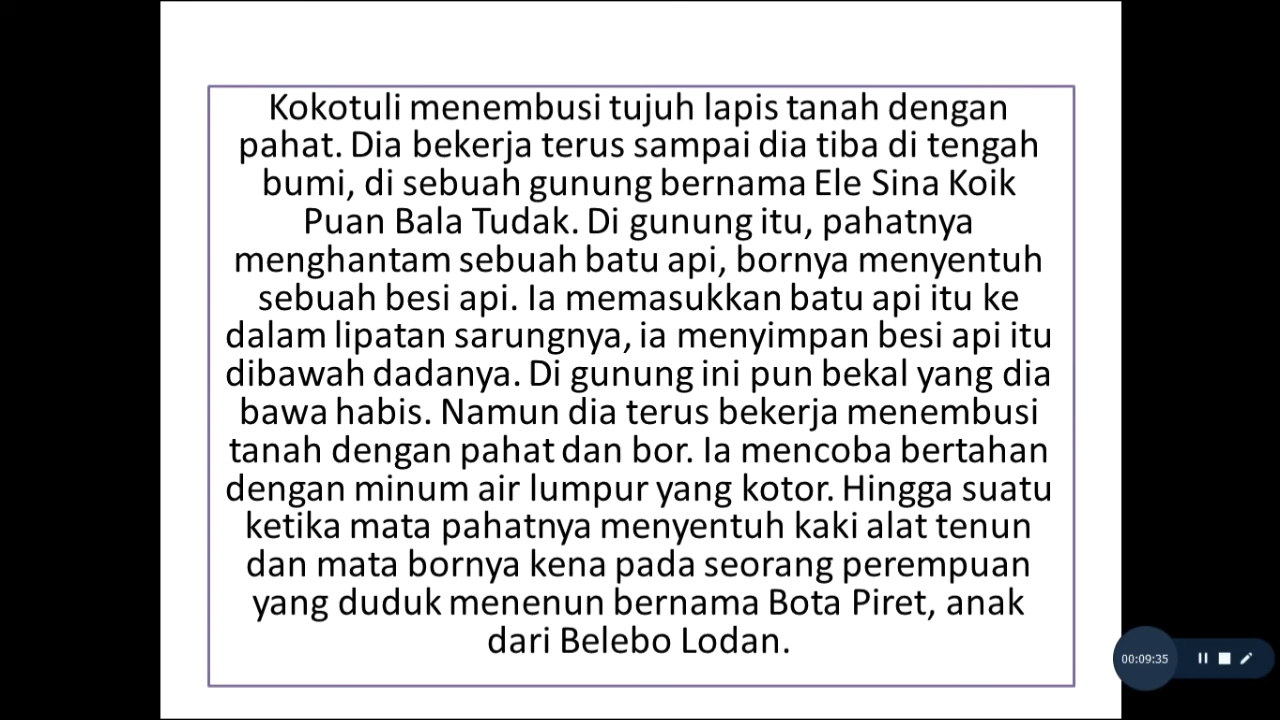 Kokotuli menembusi tujuh lapis tanah dengan
pahat. Dia bekerja terus sampai dia tiba di tengah
bumi, di sebuah gunung bernama Ele Sina Koik
Puan Bala Tudak. Di gunung itu, pahatnya
menghantam sebuah batu api, bornya menyentuh
sebuah besi api. Ia memasukkan batu api itu ke
dalam lipatan sarungnya, ia menyimpan besi api itu
dibawah dadanya. Di gunung ini pun bekal yang dia
bawa habis. Namun dia terus bekerja menembusi
tanah dengan pahat dan bor. Ia mencoba bertahan
dengan minum air lumpur yang kotor. Hingga suatu
ketika mata pahatnya menyentuh kaki alat tenun
dan mata bornya kena pada seorang perempuan
yang duduk menenun bernama Bota Piret, anak
dari Belebo Lodan.
00:09:35